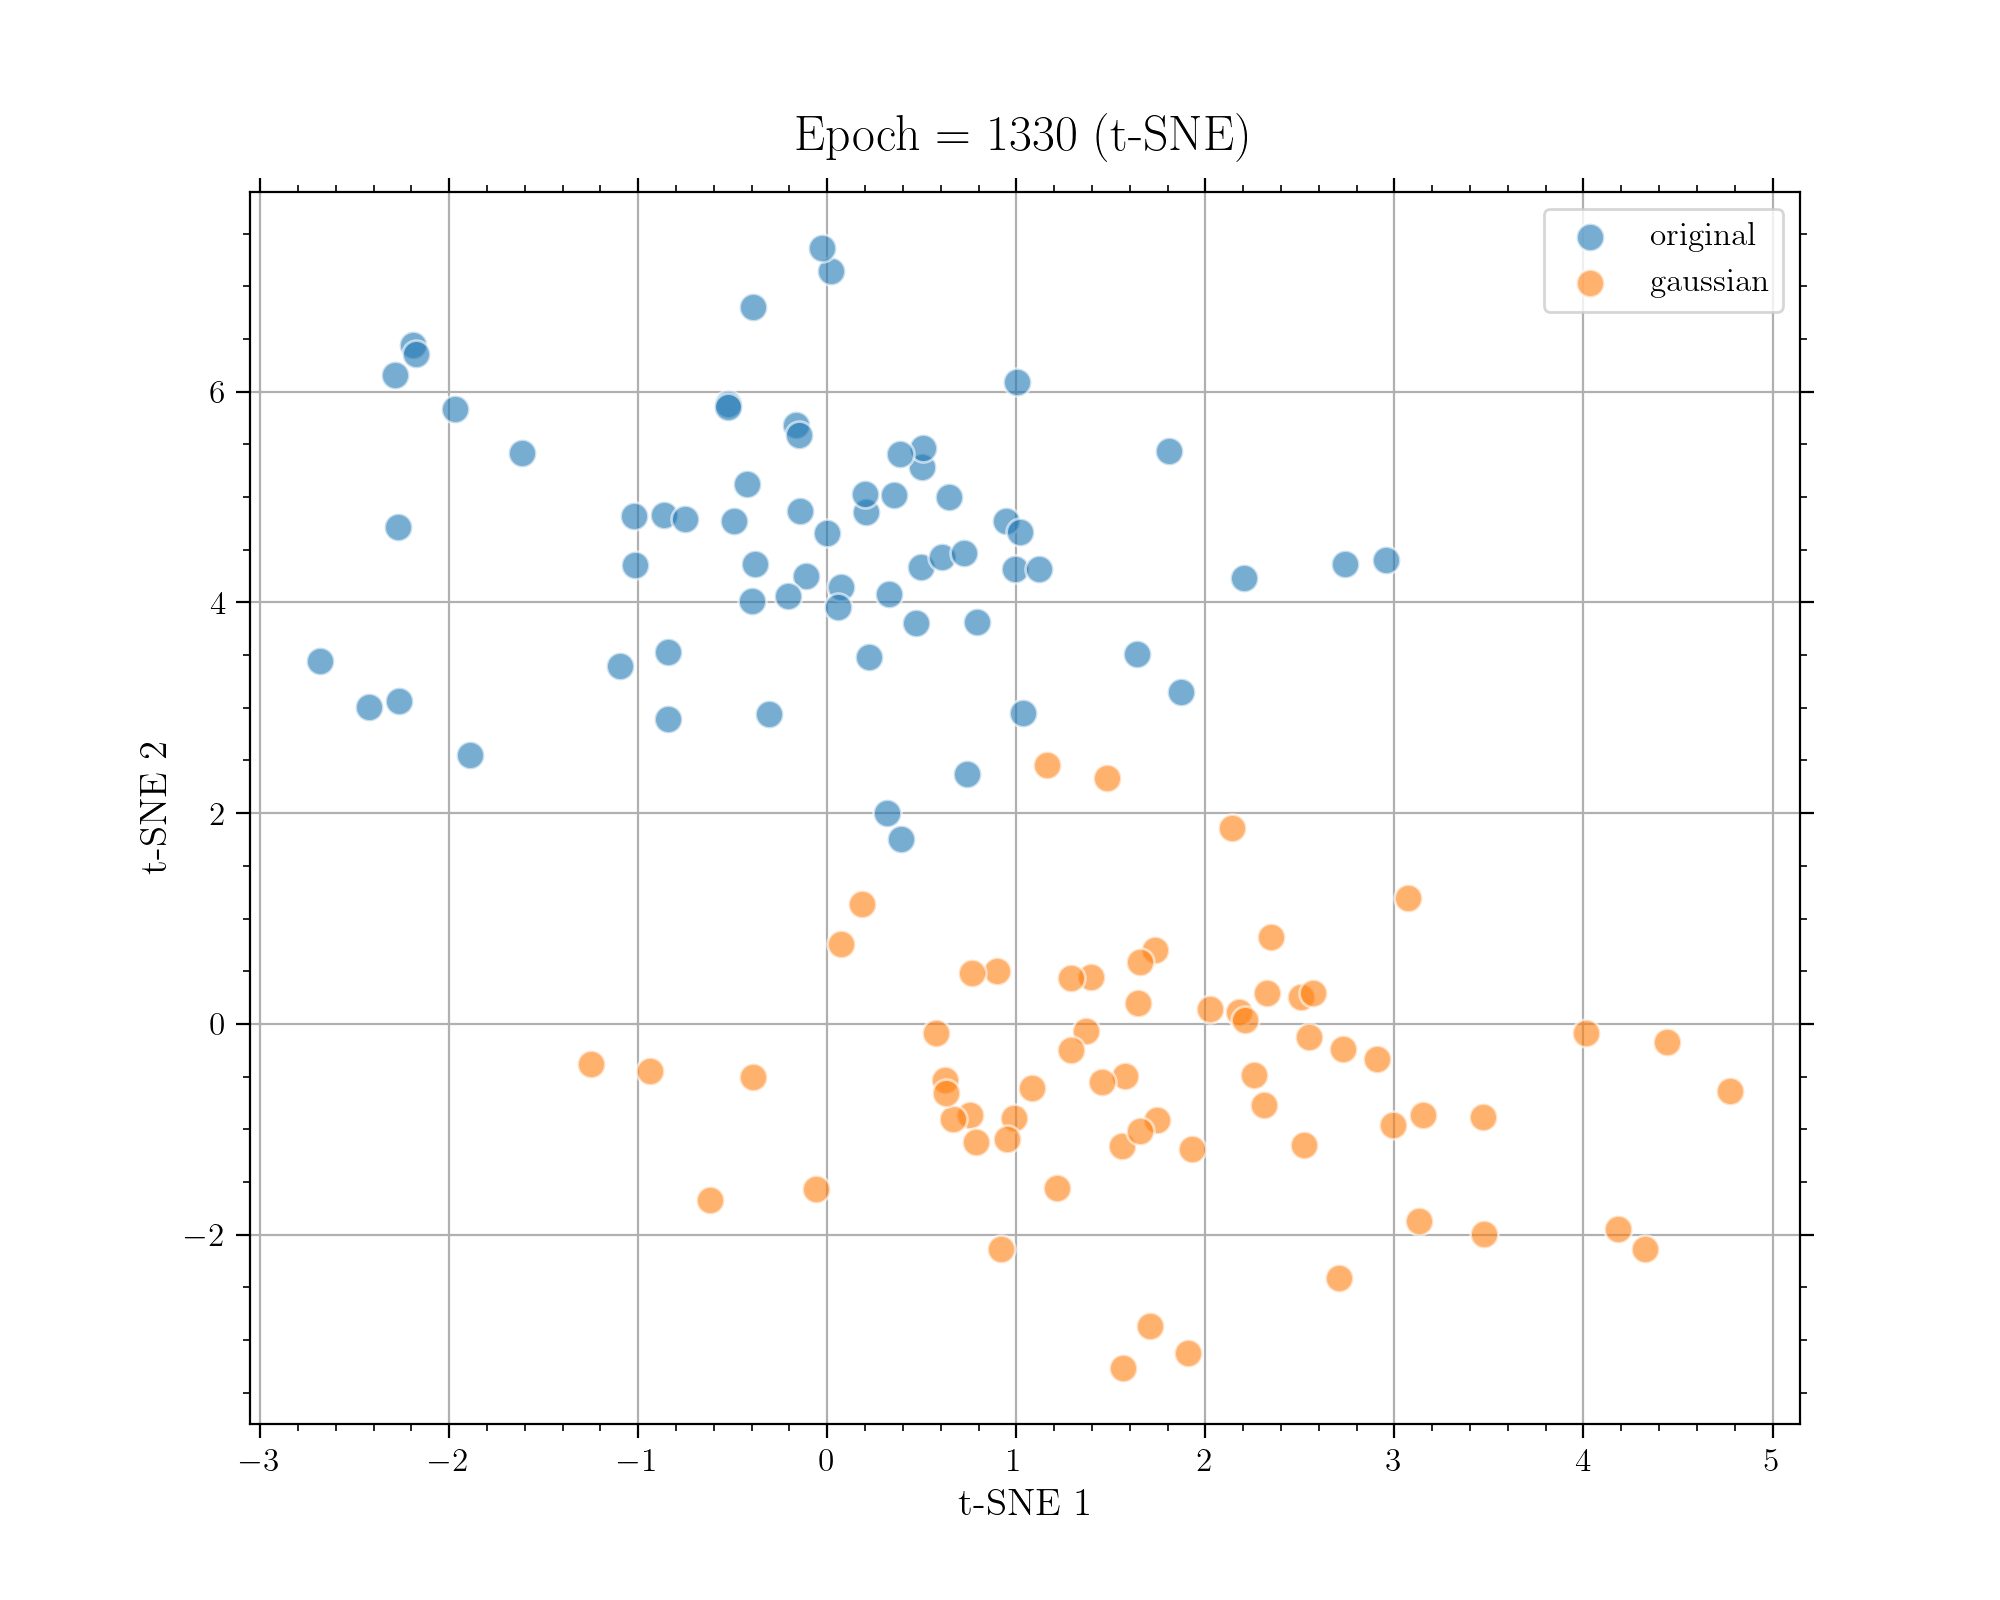 Epoch = 1330 (t-SNE)
original
gaussian
6
4
2
0
−2
t-SNE 2
−3 −2 −1 0 1 2 3 4 5
t-SNE 1